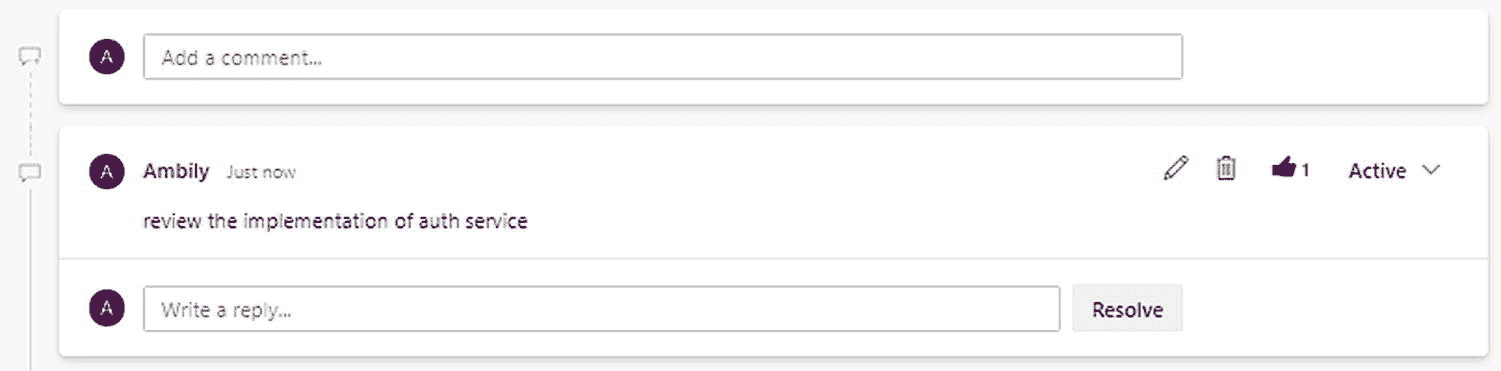 A Add a comment...
A Ambily Just now 1 Active
review the implementation of auth service
A Write a reply... Resolve